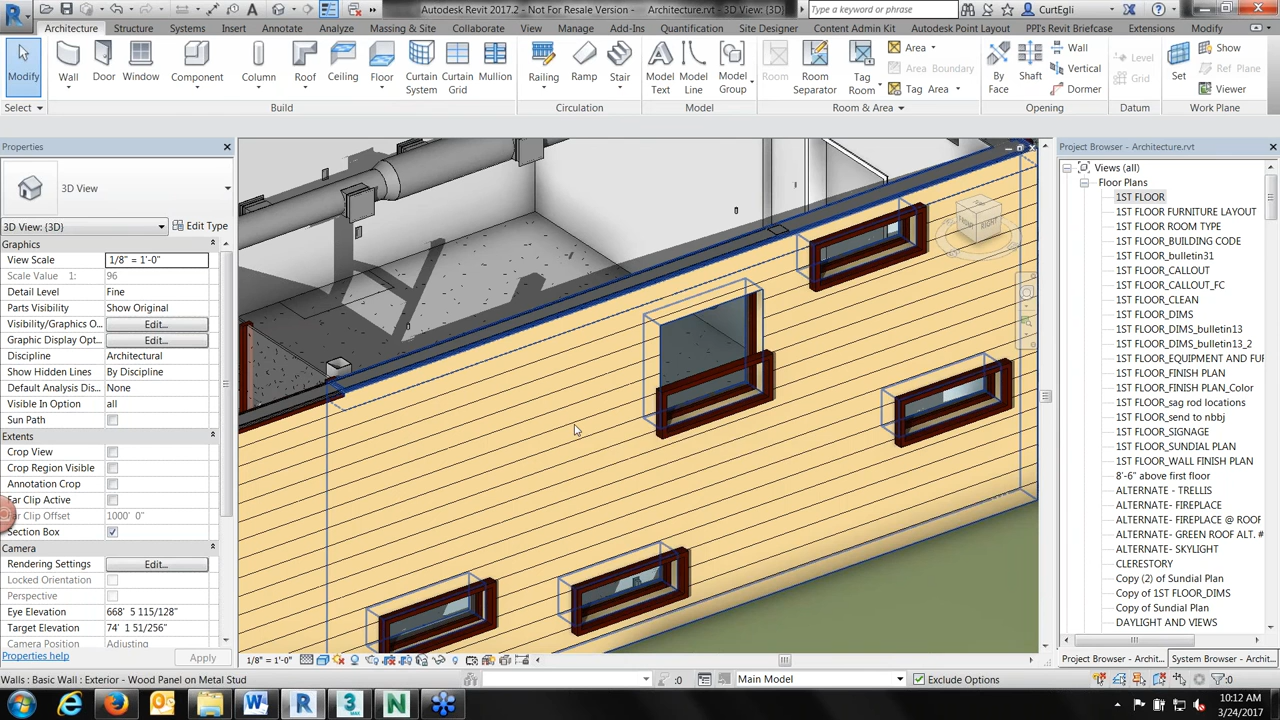 Autodesk Revit 2017.2 - Not For Resale Version - Architecture.rvt - 3D View: {3D}
Type a keyword or phrase
CurtEgli
Architecture Structure Systems Insert Annotate Analyze Massing & Site Collaborate View Manage Add-Ins Quantification Site Designer Content Admin Kit Autodesk Point Layout PPI's Revit Briefcase Extensions Modify
Modify Wall Door Window Component Column Roof Ceiling Floor Curtain System Curtain Grid Mullion Railing Ramp Stair Model Text Model Line Model Group Room Room Separator Tag Room Area Area Boundary Tag Area By Face Shaft Wall Vertical Dormer Level Grid Set Show Ref Plane Viewer
Select Build Circulation Model Room & Area Opening Datum Work Plane
Properties
3D View
3D View: {3D} Edit Type
Graphics
View Scale 1/8" = 1'-0"
Scale Value 1: 96
Detail Level Fine
Parts Visibility Show Original
Visibility/Graphics O... Edit...
Graphic Display Opt... Edit...
Discipline Architectural
Show Hidden Lines By Discipline
Default Analysis Dis... None
Visible In Option all
Sun Path
Extents
Crop View
Crop Region Visible
Annotation Crop
Far Clip Active
Far Clip Offset 1000' 0"
Section Box
Camera
Rendering Settings Edit...
Locked Orientation
Perspective
Eye Elevation 668' 5 115/128"
Target Elevation 74' 1 51/256"
Camera Position Adjusting
Properties help Apply
RIGHT
1/8" = 1'-0"
Project Browser - Architecture.rvt
Views (all)
Floor Plans
1ST FLOOR
1ST FLOOR FURNITURE LAYOUT
1ST FLOOR ROOM TYPE
1ST FLOOR_BUILDING CODE
1ST FLOOR_bulletin31
1ST FLOOR_CALLOUT
1ST FLOOR_CALLOUT_FC
1ST FLOOR_CLEAN
1ST FLOOR_DIMS
1ST FLOOR_DIMS_bulletin13
1ST FLOOR_DIMS_bulletin13_2
1ST FLOOR_EQUIPMENT AND FUF
1ST FLOOR_FINISH PLAN
1ST FLOOR_FINISH PLAN_Color
1ST FLOOR_sag rod locations
1ST FLOOR_send to nbbj
1ST FLOOR_SIGNAGE
1ST FLOOR_SUNDIAL PLAN
1ST FLOOR_WALL FINISH PLAN
8'-6" above first floor
ALTERNATE - TRELLIS
ALTERNATE- FIREPLACE
ALTERNATE- FIREPLACE @ ROOF
ALTERNATE- GREEN ROOF ALT. #
ALTERNATE- SKYLIGHT
CLERESTORY
Copy (2) of Sundial Plan
Copy of 1ST FLOOR_DIMS
Copy of Sundial Plan
DAYLIGHT AND VIEWS
Project Browser - Archit... System Browser - Archit...
Walls : Basic Wall : Exterior - Wood Panel on Metal Stud :0 Main Model Exclude Options :0
10:12 AM
3/24/2017